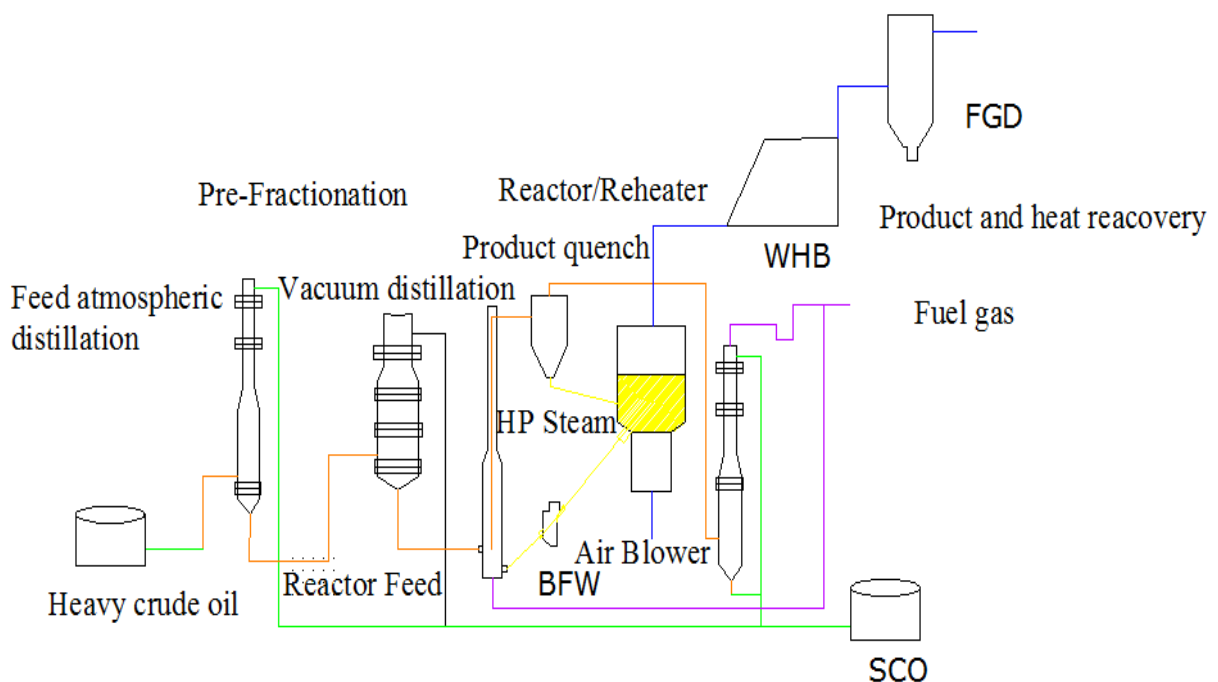 FGD
Pre-Fractionation
Reactor/Reheater
Product and heat reacovery
Product quench
WHB
Feed atmospheric
distillation
Vacuum distillation
Fuel gas
HP Steam
Air Blower
Reactor Feed
BFW
Heavy crude oil
SCO